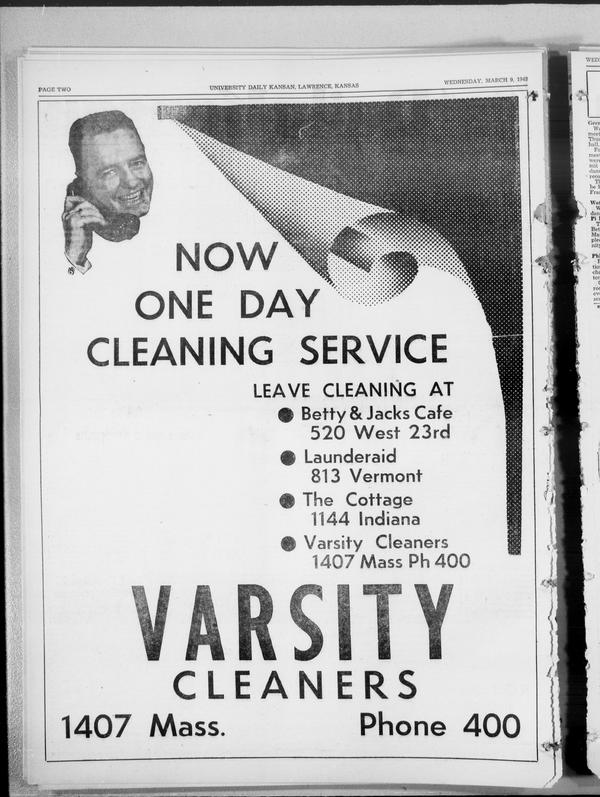 PAGE TWO
UNIVERSITY DAILY KANSAN, LAWRENCE, KANSAS
WEDNESDAY, MARCH 9, 1949
NOW
ONE DAY
CLEANING SERVICE
LEAVE CLEANING AT
Betty & Jacks Cafe
520 West 23rd
Launderaid
813 Vermont
The Cottage
1144 Indiana
Varsity Cleaners
1407 Mass Ph 400
VARSITY
CLEANERS
1407 Mass. Phone 400